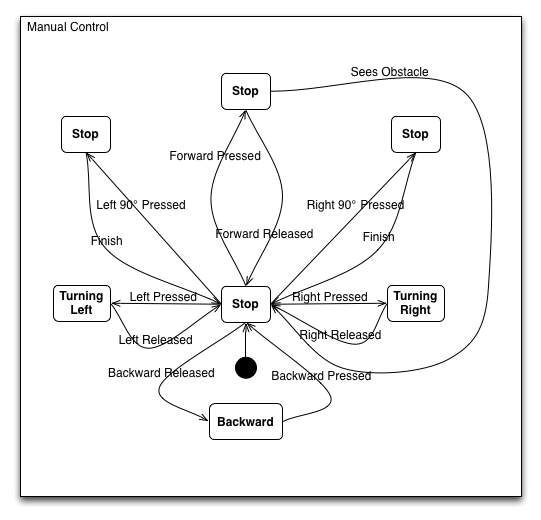 Manual Control
Sees Obstacle
Stop
Stop
Stop
Forward Pressed
Left 90° Pressed
Right 90° Pressed
Forward Released
Finish
Finish
Turning
Left
Left Pressed
Stop
Right Pressed
Turning
Right
Left Released
Right Released
Backward Released
Backward Pressed
Backward